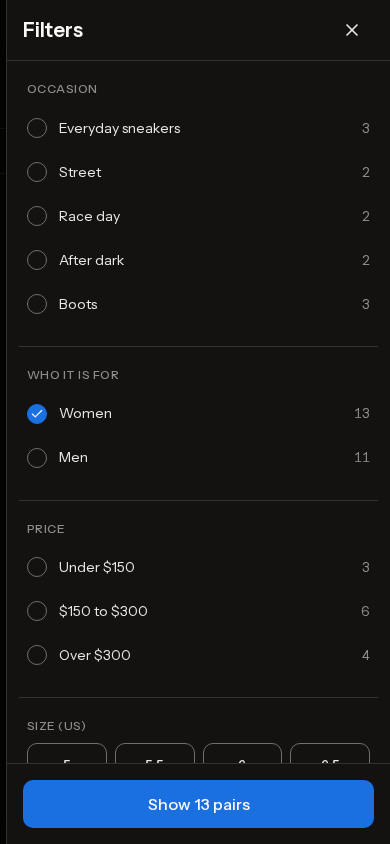 Filters
OCCASION
Everyday sneakers 3
Street 2
Race day 2
After dark 2
Boots 3
WHO IT IS FOR
Women 13
Men 11
PRICE
Under $150 3
$150 to $300 6
Over $300 4
SIZE (US)
Show 13 pairs